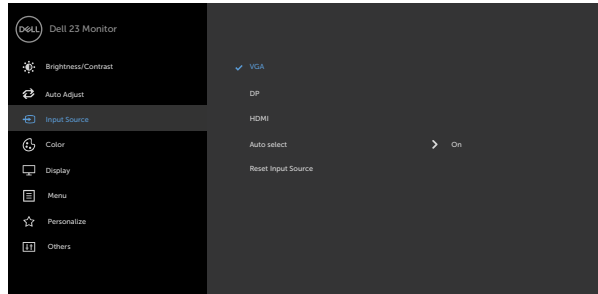 DELL Dell 23 Monitor
Brightness/Contrast
Auto Adjust
Input Source
Color
Display
Menu
Personalize
Others
VGA
DP
HDMI
Auto select On
Reset Input Source